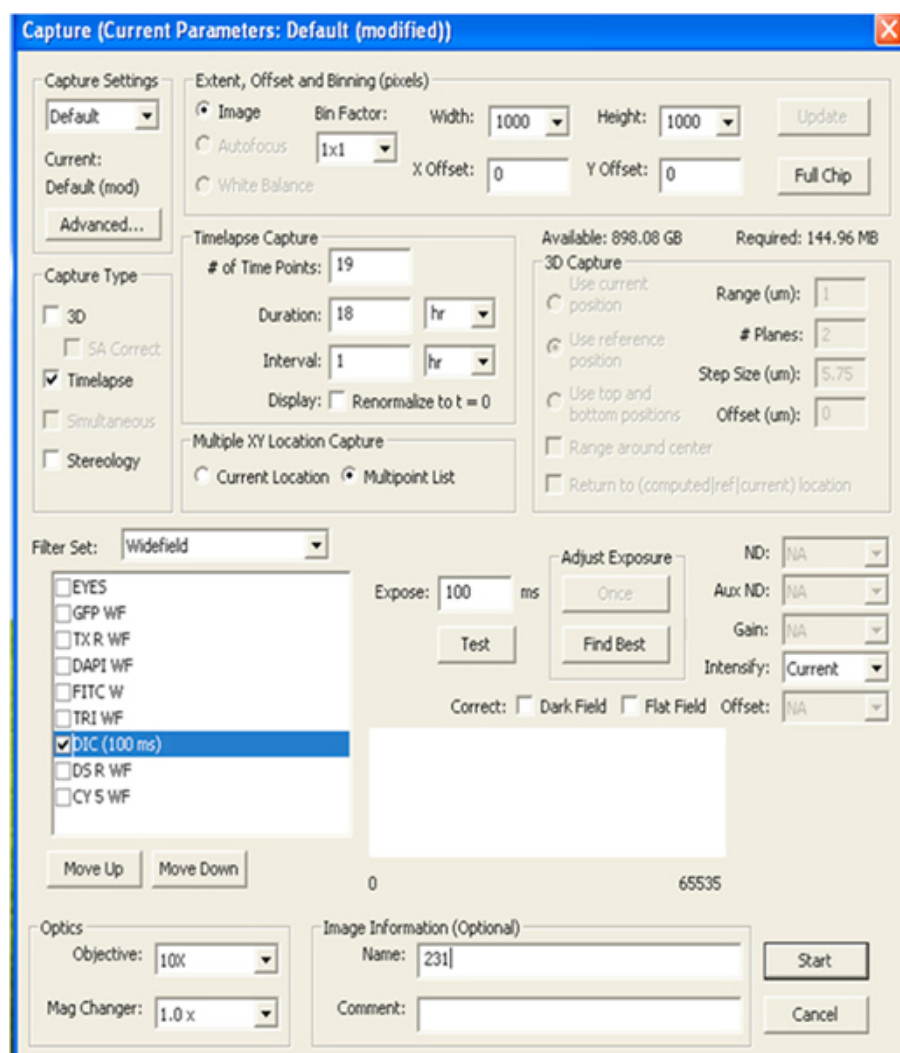 Capture (Current Parameters: Default (modified))
Capture Settings
Default
Current:
Default (mod)
Advanced...
Extent, Offset and Binning (pixels)
Image
Autofocus
White Balance
Bin Factor:
1x1
Width: 1000
Height: 1000
Update
X Offset: 0
Y Offset: 0
Full Chip
Capture Type
3D
SA Correct
Timelapse
Simultaneous
Stereology
Timelapse Capture
# of Time Points: 19
Duration: 18 hr
Interval: 1 hr
Display: Renormalize to t = 0
Multiple XY Location Capture
Current Location Multipoint List
Available: 898.08 GB Required: 144.96 MB
3D Capture
Use current
position
Use reference
position
Use top and
bottom positions
Range (um): 1
# Planes: 2
Step Size (um): 5.75
Offset (um): 0
Range around center
Return to (computed|ref|current) location
Filter Set: Widefield
EYES
GFP WF
TX R WF
DAPI WF
FITC W
TRI WF
DIC (100 ms)
DS R WF
CY 5 WF
Move Up Move Down
Expose: 100 ms
Test
Adjust Exposure
Once
Find Best
ND: NA
Aux ND: NA
Gain: NA
Intensify: Current
Correct: Dark Field Flat Field Offset: NA
0 65535
Optics
Objective: 10X
Mag Changer: 1.0 x
Image Information (Optional)
Name: 231
Comment:
Start
Cancel